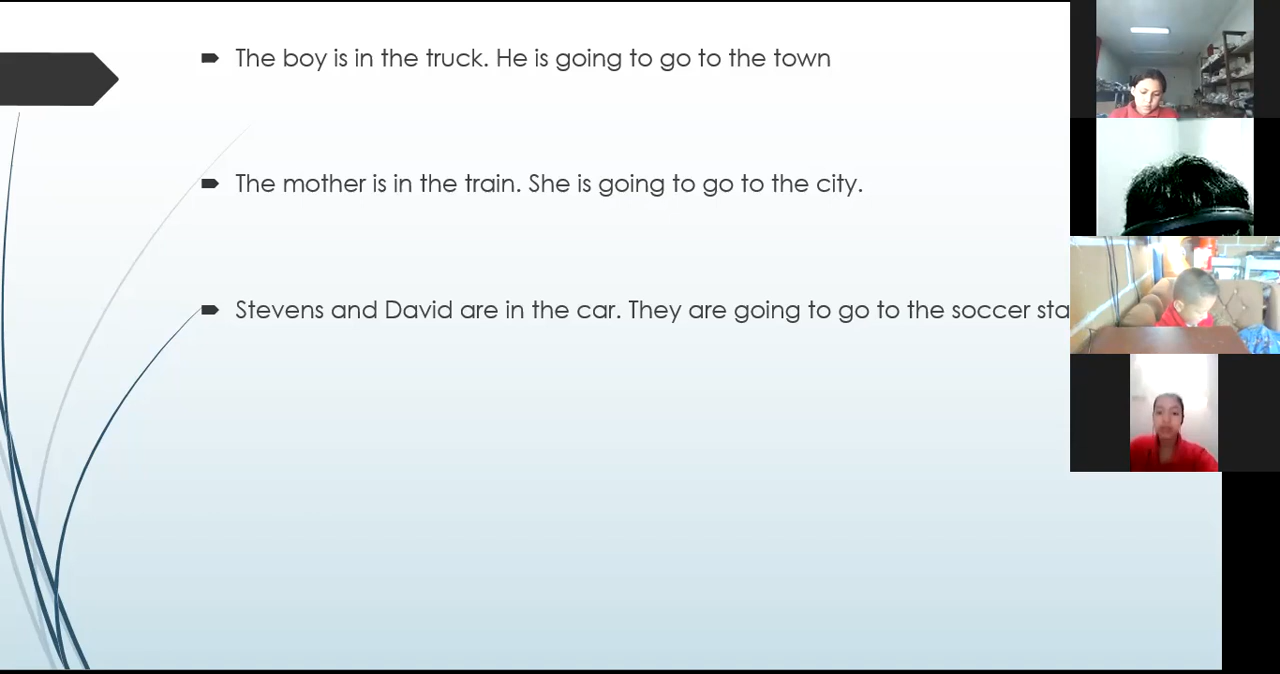 The boy is in the truck. He is going to go to the town
The mother is in the train. She is going to go to the city.
Stevens and David are in the car. They are going to go to the soccer